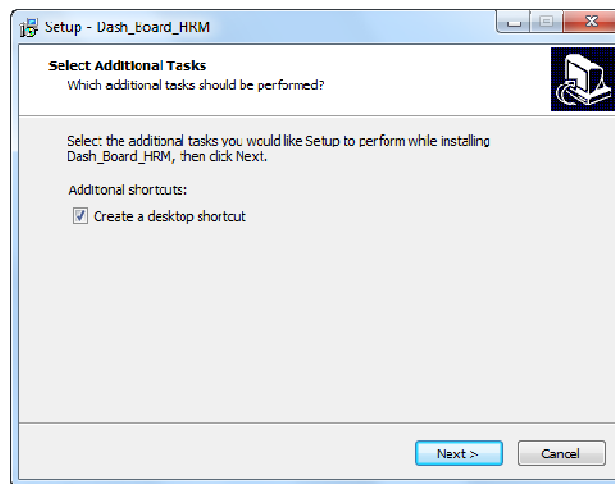 Setup - Dash_Board_HRM
Select Additional Tasks
Which additional tasks should be performed?
Select the additional tasks you would like Setup to perform while installing
Dash_Board_HRM, then click Next.
Additional shortcuts:
Create a desktop shortcut
Next >
Cancel